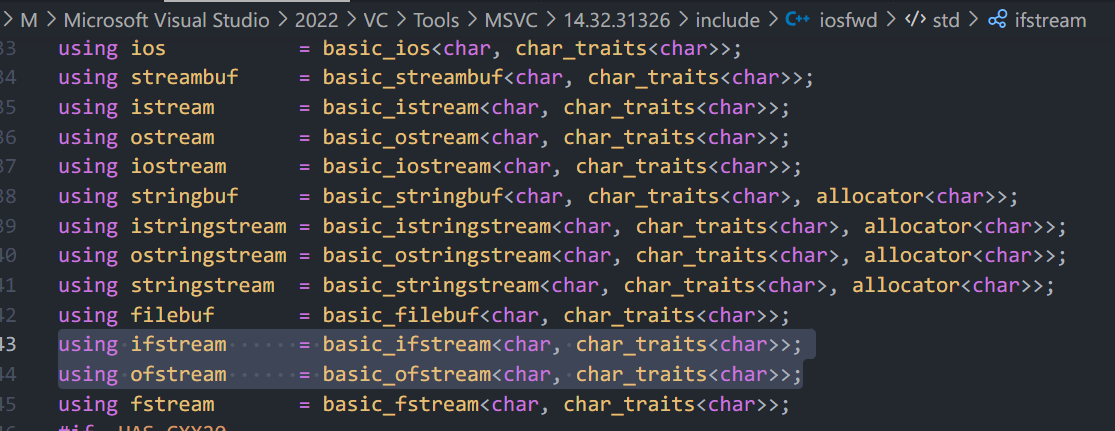 M > Microsoft Visual Studio > 2022 > VC > Tools > MSVC > 14.32.31326 > include > C++ iosfwd > </> std > ifstream
33 using ios = basic_ios<char, char_traits<char>>;
34 using streambuf = basic_streambuf<char, char_traits<char>>;
35 using istream = basic_istream<char, char_traits<char>>;
36 using ostream = basic_ostream<char, char_traits<char>>;
37 using iostream = basic_iostream<char, char_traits<char>>;
38 using stringbuf = basic_stringbuf<char, char_traits<char>, allocator<char>>;
39 using istringstream = basic_istringstream<char, char_traits<char>, allocator<char>>;
40 using ostringstream = basic_ostringstream<char, char_traits<char>, allocator<char>>;
41 using stringstream = basic_stringstream<char, char_traits<char>, allocator<char>>;
42 using filebuf = basic_filebuf<char, char_traits<char>>;
43 using ifstream = basic_ifstream<char, char_traits<char>>;
44 using ofstream = basic_ofstream<char, char_traits<char>>;
45 using fstream = basic_fstream<char, char_traits<char>>;
#if _HAS_CXX20